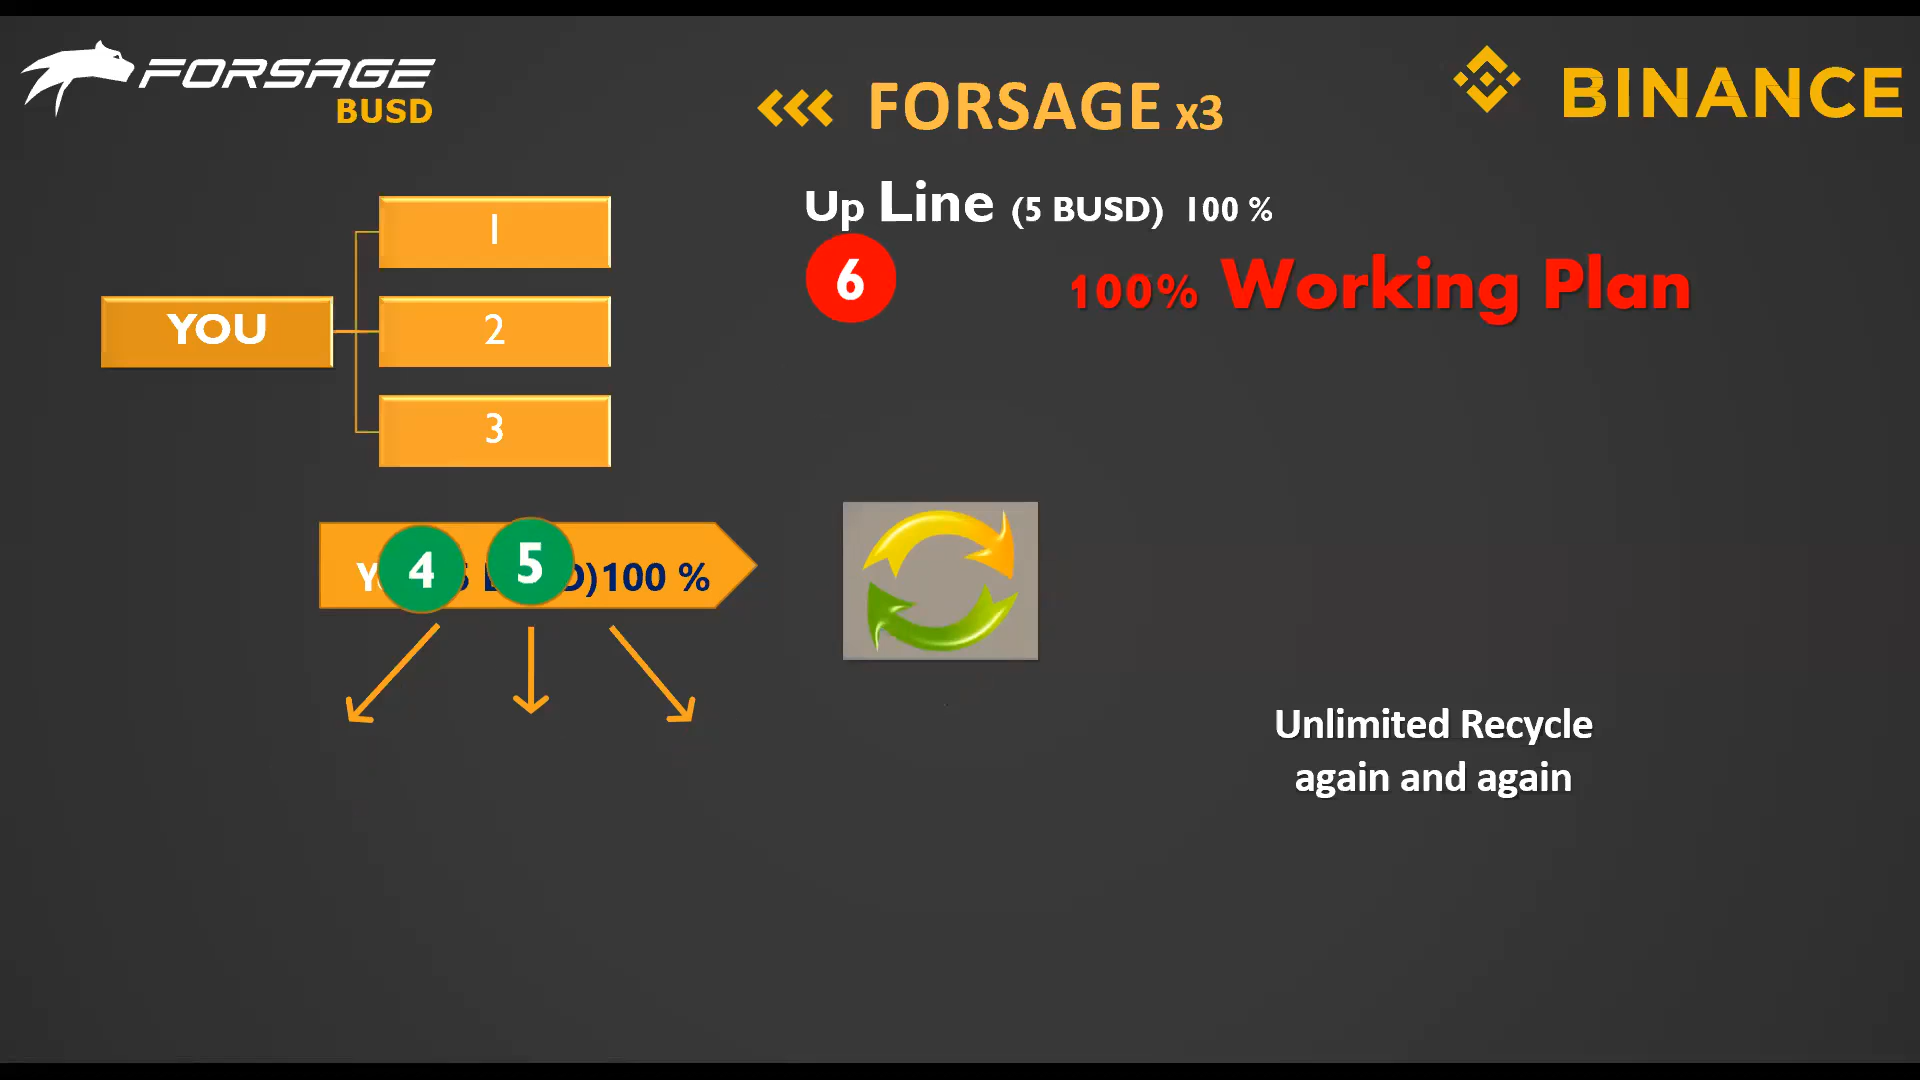 FORSAGE
BUSD
FORSAGE x3
BINANCE
Up Line (5 BUSD) 100 %
6
100% Working Plan
YOU
1
2
3
4
5
100 %
Unlimited Recycle
again and again